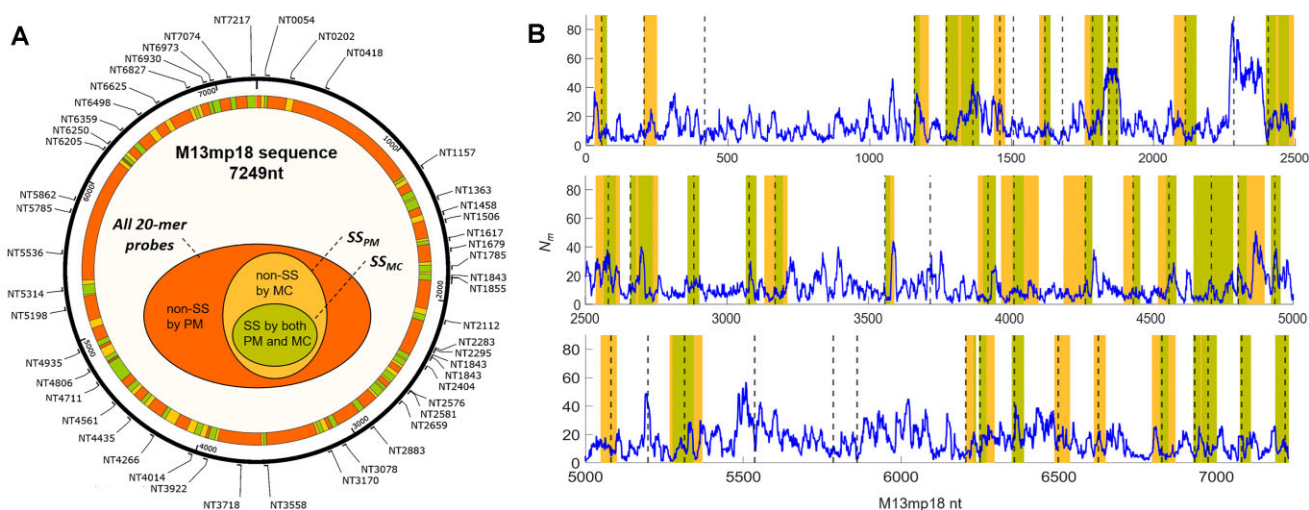 A
NT7217
NT0054
NT7074
NT0202
NT6973
NT0418
NT6930
NT6827
NT6625
NT6498
NT6359
NT6250
NT6205
NT5862
NT5785
NT5536
NT5314
NT5198
NT4935
NT4806
NT4711
NT4561
NT4435
NT4266
NT4014
NT3922
NT3718
NT3558
NT3170
NT3078
NT2883
NT2659
NT2581
NT2576
NT2404
NT1843
NT2295
NT2283
NT2112
NT1855
NT1843
NT1785
NT1679
NT1617
NT1506
NT1458
NT1363
NT1157
7000
1000
2000
3000
4000
5000
6000
M13mp18 sequence
7249nt
All 20-mer
probes
SSPM
SSMC
non-SS
by MC
non-SS
by PM
SS by both
PM and MC
B
80
60
40
20
0
0 500 1000 1500 2000 2500
80
60
40
20
0
Nm
2500 3000 3500 4000 4500 5000
80
60
40
20
0
5000 5500 6000 6500 7000
M13mp18 nt